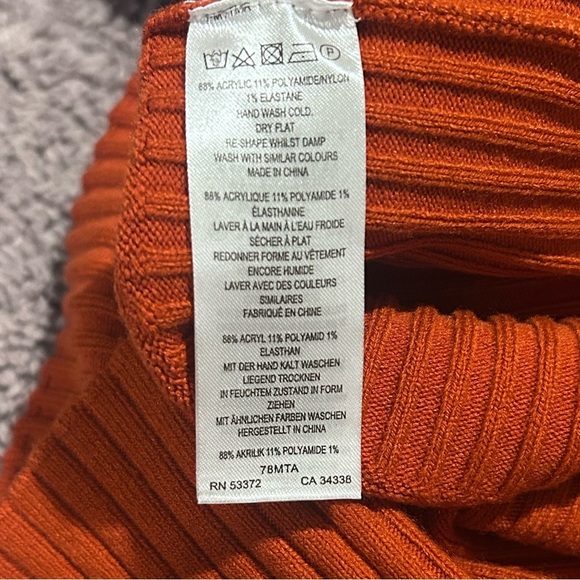 88% ACRYLIC 11% POLYAMIDE/NYLON
1% ELASTANE
HAND WASH COLD.
DRY FLAT
RE-SHAPE WHILST DAMP
WASH WITH SIMILAR COLOURS
MADE IN CHINA
88% ACRYLIQUE 11% POLYAMIDE 1%
ÉLASTHANNE
LAVER À LA MAIN À L'EAU FROIDE
SÉCHER À PLAT
REDONNER FORME AU VÊTEMENT
ENCORE HUMIDE
LAVER AVEC DES COULEURS
SIMILAIRES
FABRIQUÉ EN CHINE
88% ACRYL 11% POLYAMID 1%
ELASTHAN
MIT DER HAND KALT WASCHEN
LIEGEND TROCKNEN
IN FEUCHTEM ZUSTAND IN FORM
ZIEHEN
MIT ÄHNLICHEN FARBEN WASCHEN
HERGESTELLT IN CHINA
88% AKRILIK 11% POLYAMIDE 1%
78MTA
RN 53372 CA 34338